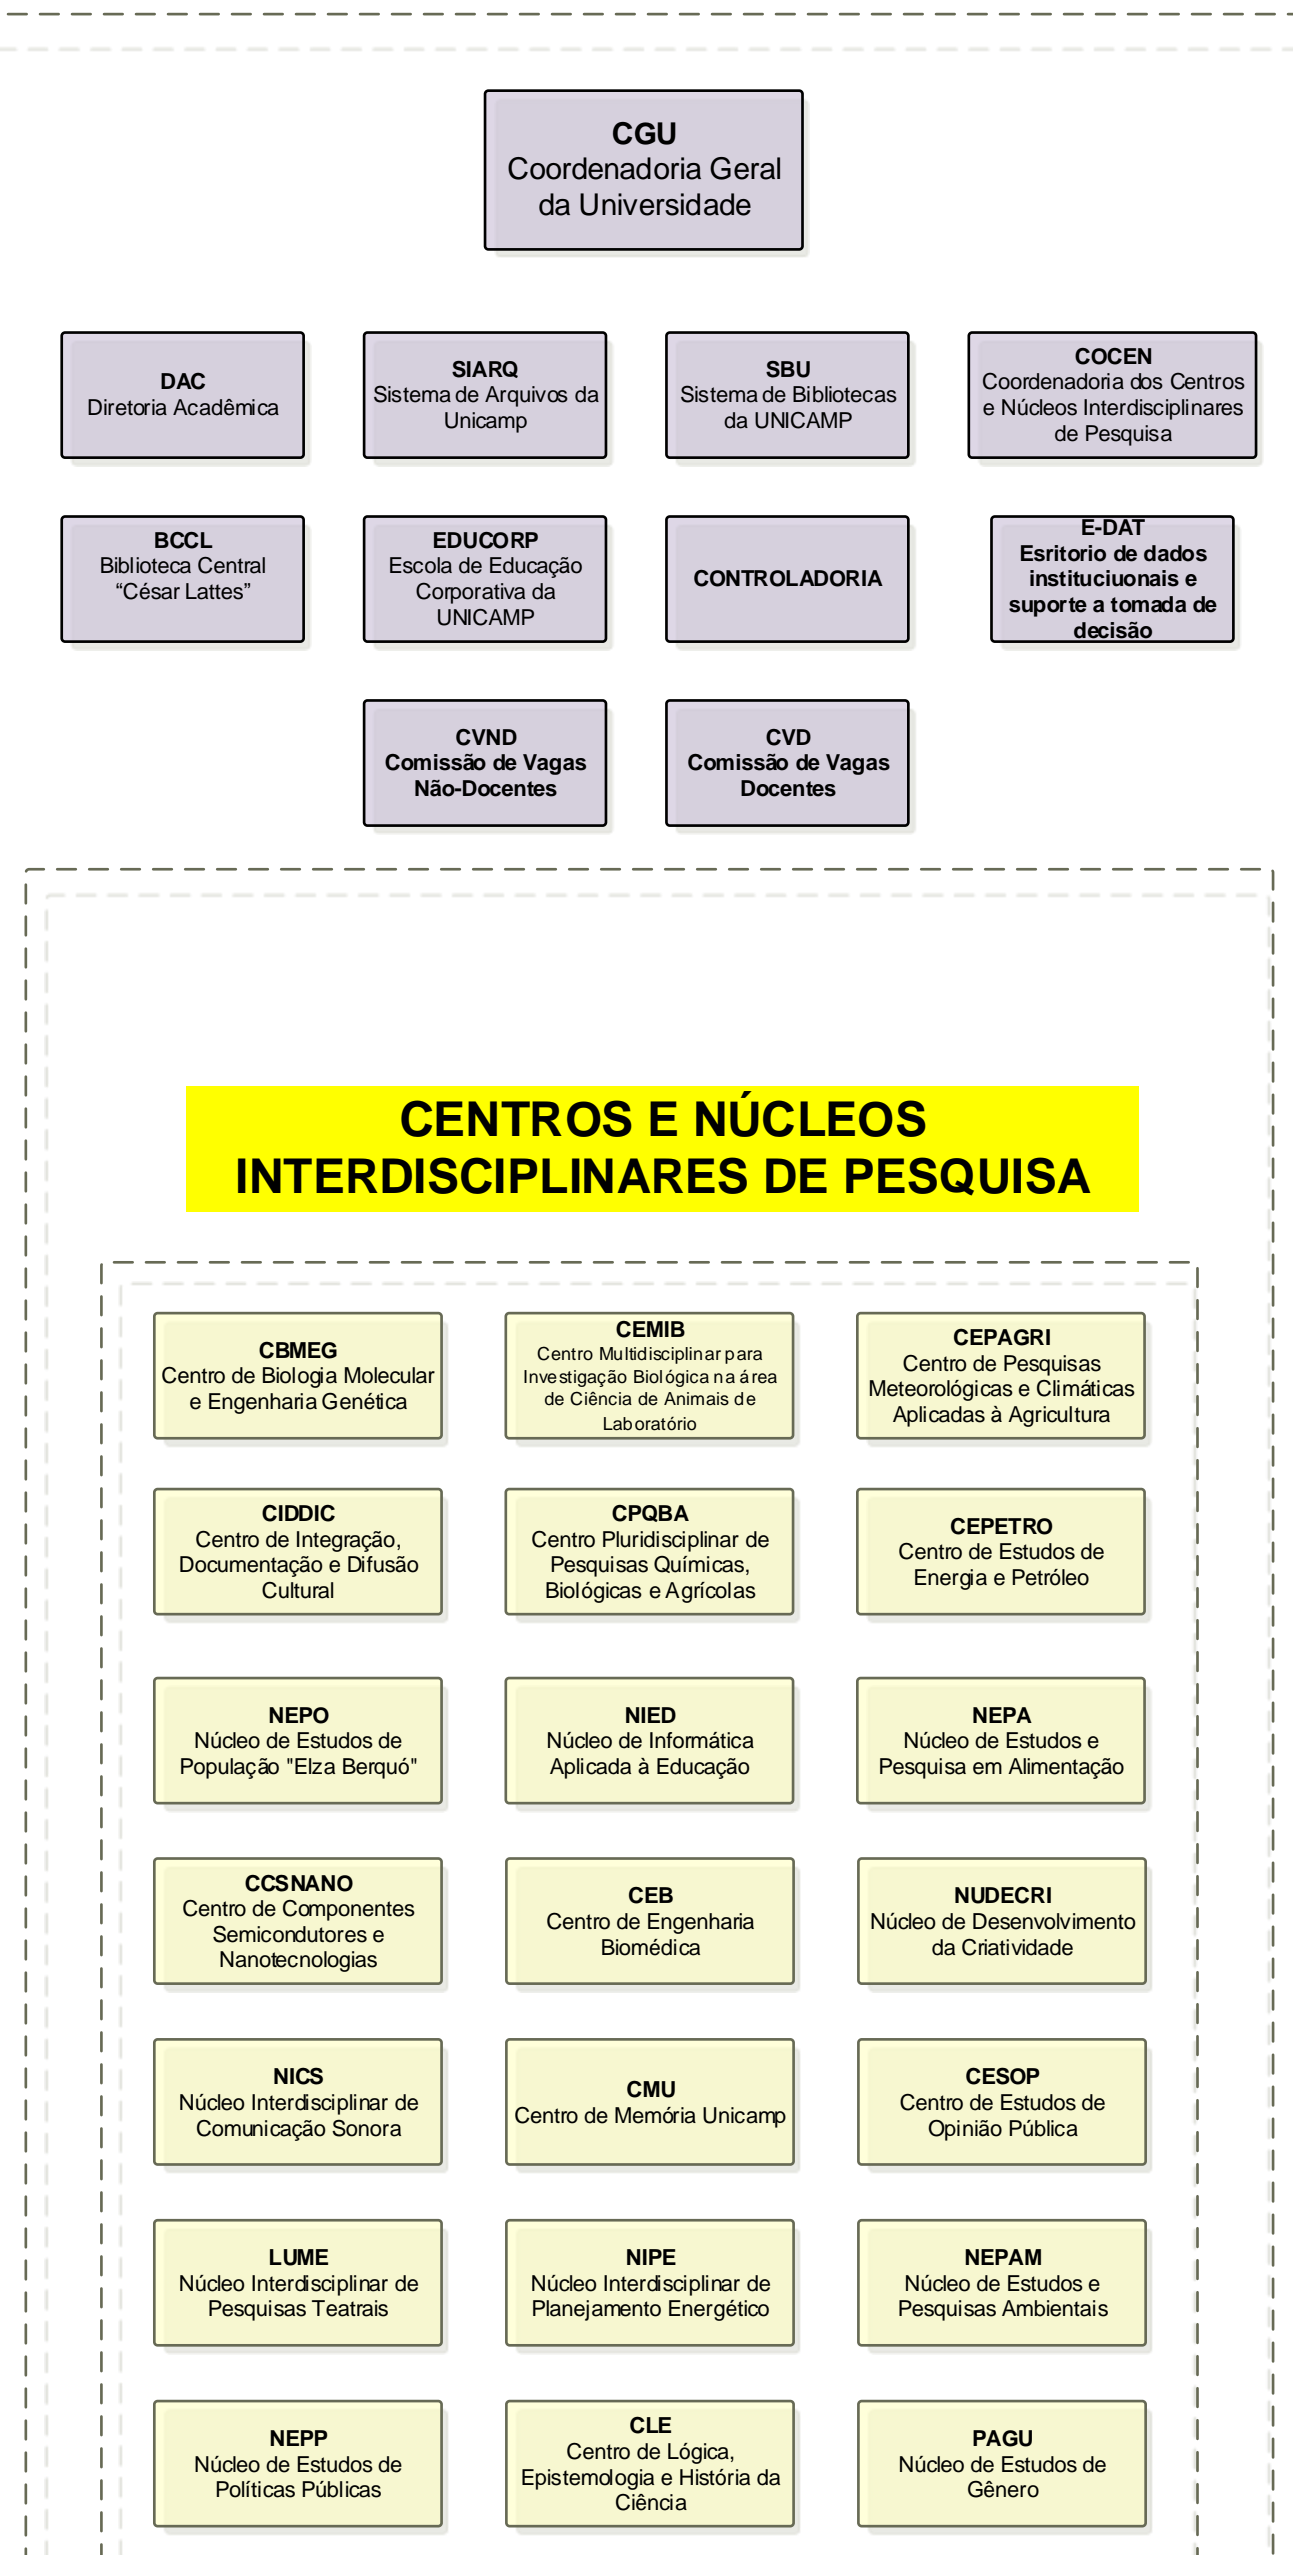 CGU
Coordenadoria Geral
da Universidade
DAC
Diretoria Acadêmica
SIARQ
Sistema de Arquivos da
Unicamp
SBU
Sistema de Bibliotecas
da UNICAMP
COCEN
Coordenadoria dos Centros
e Núcleos Interdisciplinares
de Pesquisa
BCCL
Biblioteca Central
“César Lattes”
EDUCORP
Escola de Educação
Corporativa da
UNICAMP
CONTROLADORIA
E-DAT
Esritorio de dados
instituciuonais e
suporte a tomada de
decisão
CVND
Comissão de Vagas
Não-Docentes
CVD
Comissão de Vagas
Docentes
CENTROS E NÚCLEOS
INTERDISCIPLINARES DE PESQUISA
CBMEG
Centro de Biologia Molecular
e Engenharia Genética
CEMIB
Centro Multidisciplinar para
Investigação Biológica na área
de Ciência de Animais de
Laboratório
CEPAGRI
Centro de Pesquisas
Meteorológicas e Climáticas
Aplicadas à Agricultura
CIDDIC
Centro de Integração,
Documentação e Difusão
Cultural
CPQBA
Centro Pluridisciplinar de
Pesquisas Químicas,
Biológicas e Agrícolas
CEPETRO
Centro de Estudos de
Energia e Petróleo
NEPO
Núcleo de Estudos de
População "Elza Berquó"
NIED
Núcleo de Informática
Aplicada à Educação
NEPA
Núcleo de Estudos e
Pesquisa em Alimentação
CCSNANO
Centro de Componentes
Semicondutores e
Nanotecnologias
CEB
Centro de Engenharia
Biomédica
NUDECRI
Núcleo de Desenvolvimento
da Criatividade
NICS
Núcleo Interdisciplinar de
Comunicação Sonora
CMU
Centro de Memória Unicamp
CESOP
Centro de Estudos de
Opinião Pública
LUME
Núcleo Interdisciplinar de
Pesquisas Teatrais
NIPE
Núcleo Interdisciplinar de
Planejamento Energético
NEPAM
Núcleo de Estudos e
Pesquisas Ambientais
NEPP
Núcleo de Estudos de
Políticas Públicas
CLE
Centro de Lógica,
Epistemologia e História da
Ciência
PAGU
Núcleo de Estudos de
Gênero